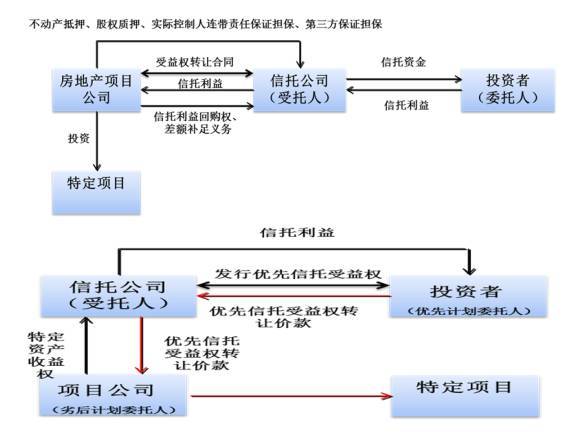 不动产抵押、股权质押、实际控制人连带责任保证担保、第三方保证担保
房地产项目
公司
受益权转让合同
信托利益
信托利益回购权、
差额补足义务
信托公司
（受托人）
信托资金
信托利益
投资者
（委托人）
投资
特定项目
信托利益
信托公司
（受托人）
发行优先信托受益权
优先信托受益权转
让价款
投资者
（优先计划委托人）
特定
资产
收益
权
优先信托
受益权转
让价款
项目公司
（劣后计划委托人）
特定项目